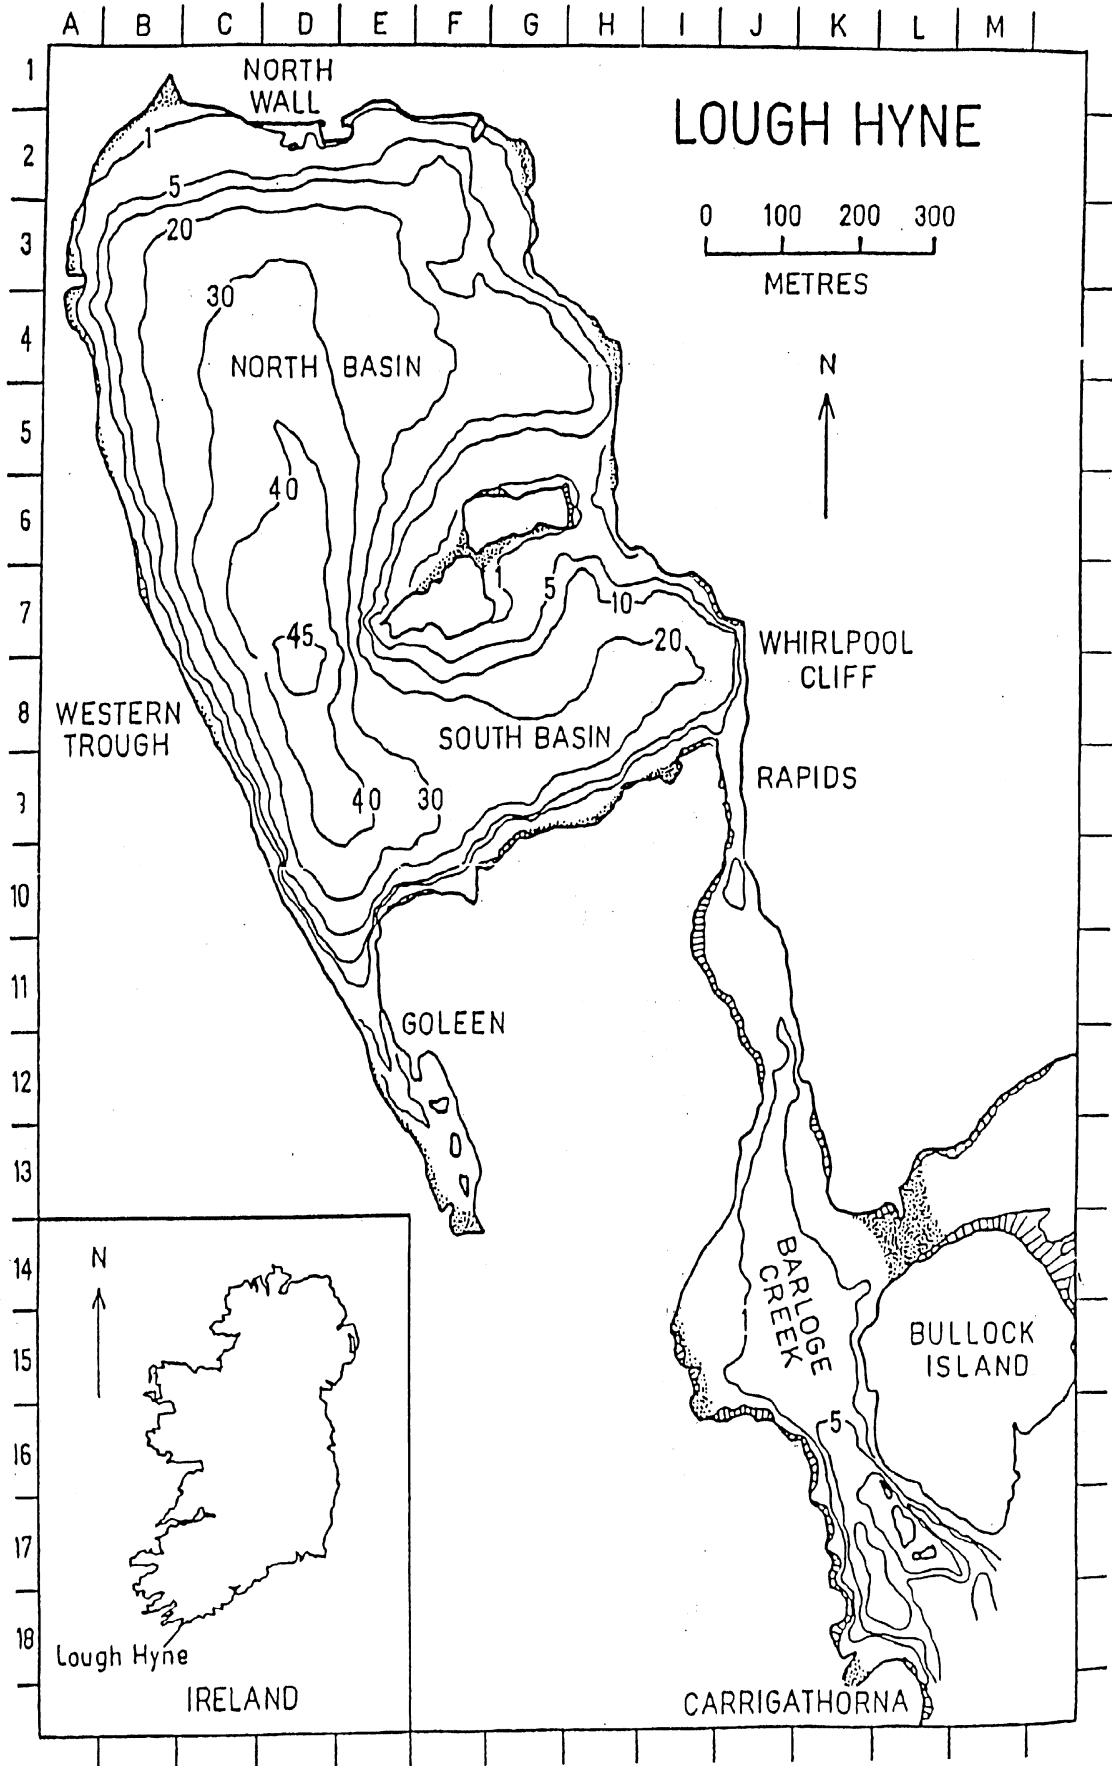 A B C D E F G H I J K L M
1
2
3
4
5
6
7
8
9
10
11
12
13
14
15
16
17
18
NORTH
WALL
LOUGH HYNE
0 100 200 300
METRES
N
1
5
20
30
NORTH BASIN
40
45
1
5
10
20
WHIRLPOOL
CLIFF
WESTERN
TROUGH
SOUTH BASIN
RAPIDS
40
30
GOLEEN
BARLOGE
CREEK
1
BULLOCK
ISLAND
5
CARRIGATHORNA
N
Lough Hyne
IRELAND